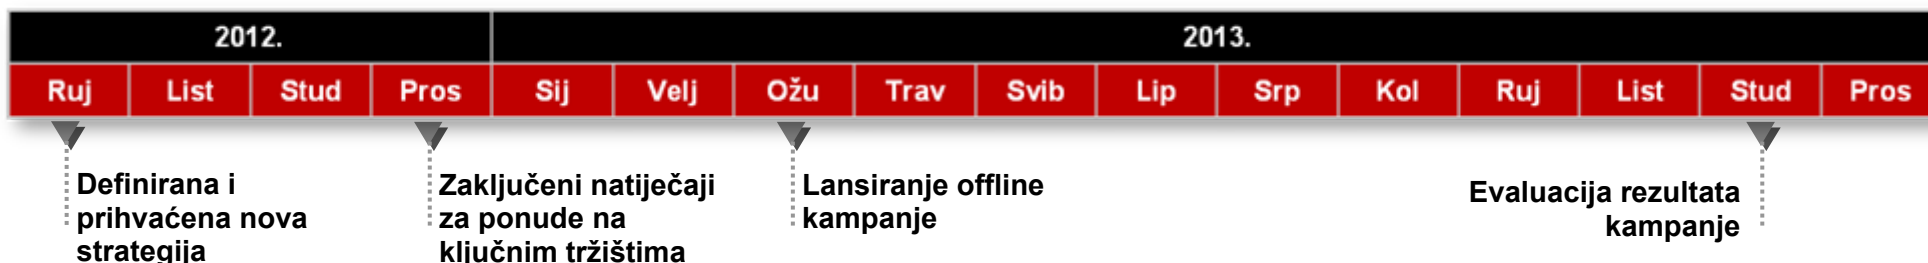 2012. 2013.
Ruj List Stud Pros Sij Velj Ožu Trav Svib Lip Srp Kol Ruj List Stud Pros
Definirana i
prihvaćena nova
strategija
Zaključeni natiječaji
za ponude na
ključnim tržištima
Lansiranje offline
kampanje
Evaluacija rezultata
kampanje